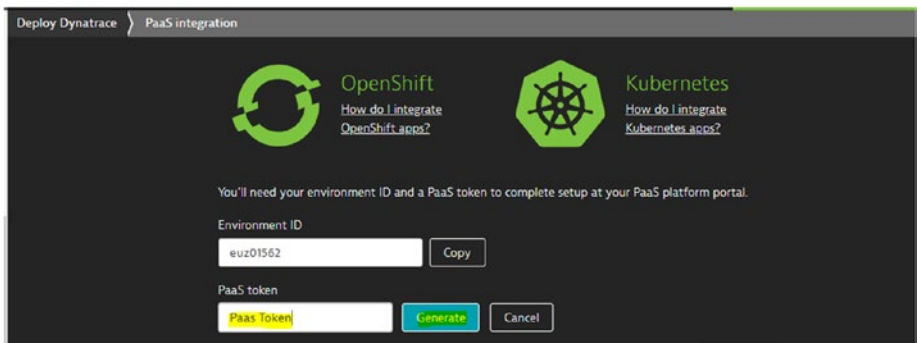 Deploy Dynatrace PaaS integration
OpenShift
How do I integrate
OpenShift apps?
Kubernetes
How do I integrate
Kubernetes apps?
You'll need your environment ID and a PaaS token to complete setup at your PaaS platform portal.
Environment ID
euz01562 Copy
PaaS token
Paas Token Generate Cancel